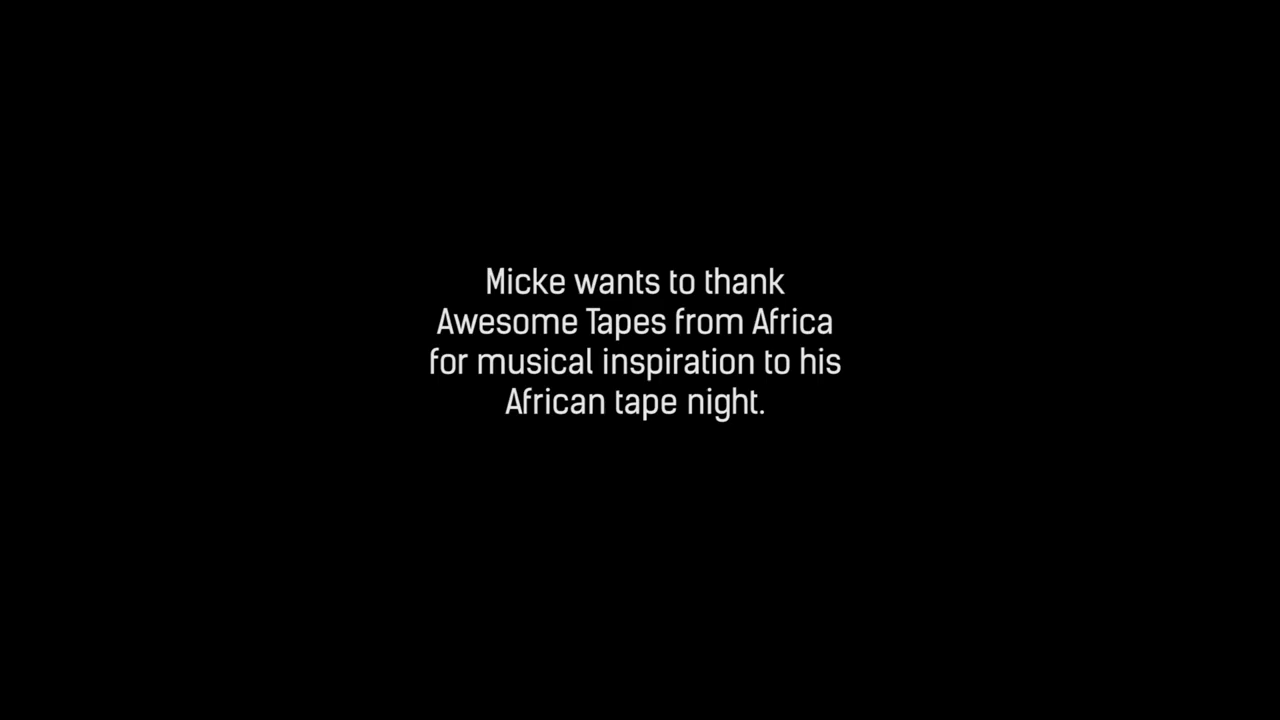 Micke wants to thank
Awesome Tapes from Africa
for musical inspiration to his
African tape night.